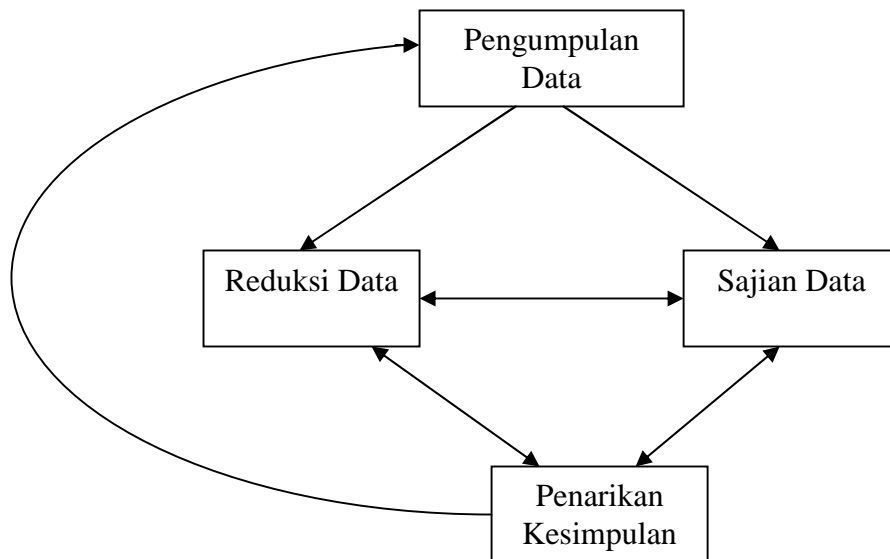 Pengumpulan
Data
Reduksi Data
Sajian Data
Penarikan
Kesimpulan